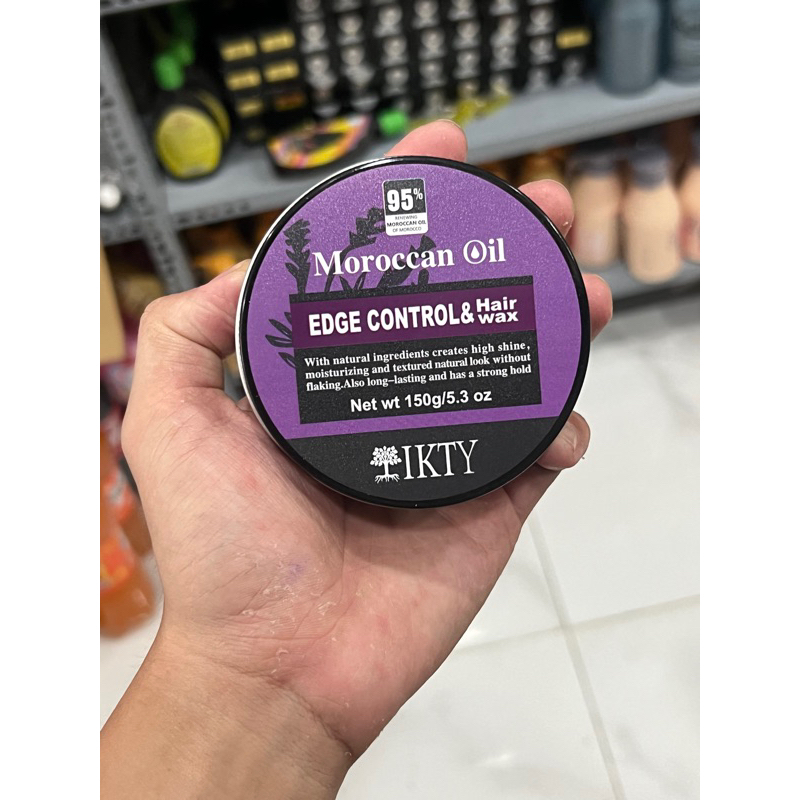 95%
RENEWING
MOROCCAN OIL
OF MOROCCO
Moroccan Oil
EDGE CONTROL & Hair wax
With natural ingredients creates high shine,
moisturizing and textured natural look without
flaking.Also long-lasting and has a strong hold
Net wt 150g/5.3 oz
IKTY